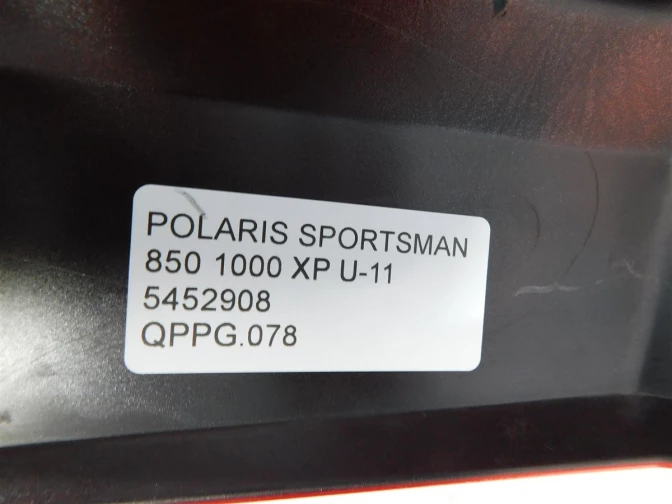 POLARIS SPORTSMAN
850 1000 XP U-11
5452908
QPPG.078